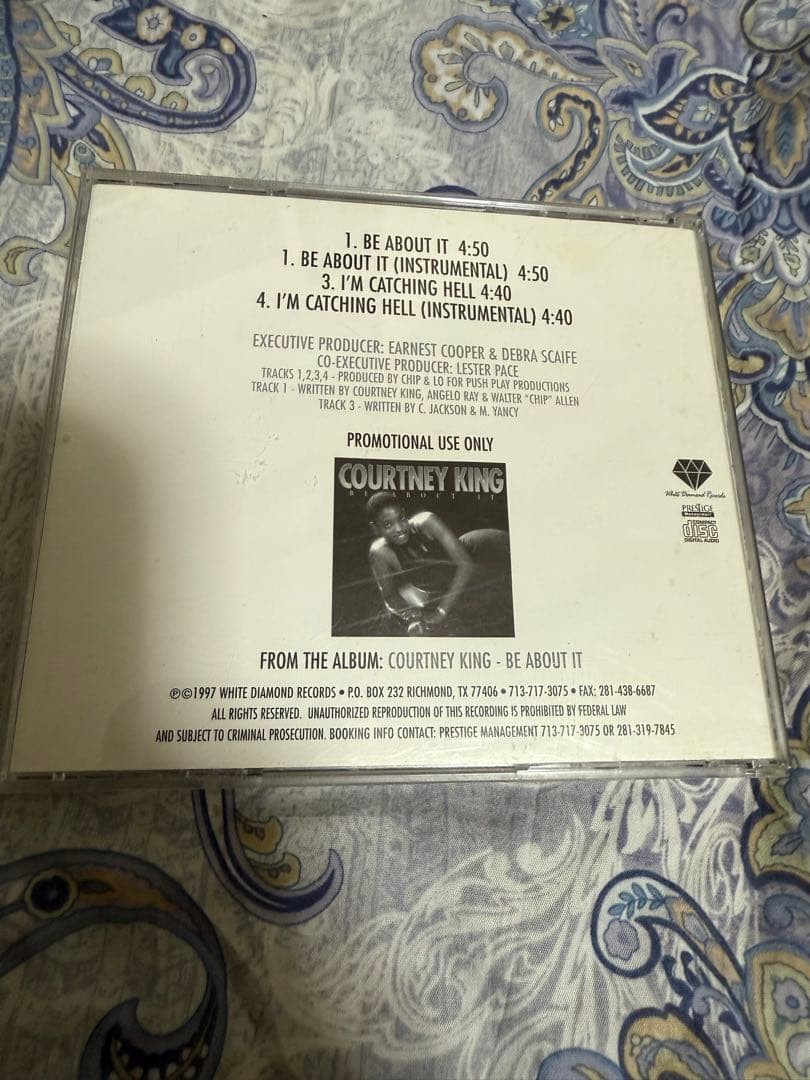 1. BE ABOUT IT 4:50
1. BE ABOUT IT (INSTRUMENTAL) 4:50
3. I'M CATCHING HELL 4:40
4. I'M CATCHING HELL (INSTRUMENTAL) 4:40
EXECUTIVE PRODUCER: EARNEST COOPER & DEBRA SCAIFE
CO-EXECUTIVE PRODUCER: LESTER PACE
TRACKS 1,2,3,4 - PRODUCED BY CHIP & LO FOR PUSH PLAY PRODUCTIONS
TRACK 1 - WRITTEN BY COURTNEY KING, ANGELO RAY & WALTER "CHIP" ALLEN
TRACK 3 - WRITTEN BY C. JACKSON & M. YANCY
PROMOTIONAL USE ONLY
COURTNEY KING
BE ABOUT IT
White Diamond Records
PRESTIGE
Management
COMPACT
disc
DIGITAL AUDIO
FROM THE ALBUM: COURTNEY KING - BE ABOUT IT
℗©1997 WHITE DIAMOND RECORDS • P.O. BOX 232 RICHMOND, TX 77406 • 713-717-3075 • FAX: 281-438-6687
ALL RIGHTS RESERVED. UNAUTHORIZED REPRODUCTION OF THIS RECORDING IS PROHIBITED BY FEDERAL LAW
AND SUBJECT TO CRIMINAL PROSECUTION. BOOKING INFO CONTACT: PRESTIGE MANAGEMENT 713-717-3075 OR 281-319-7845